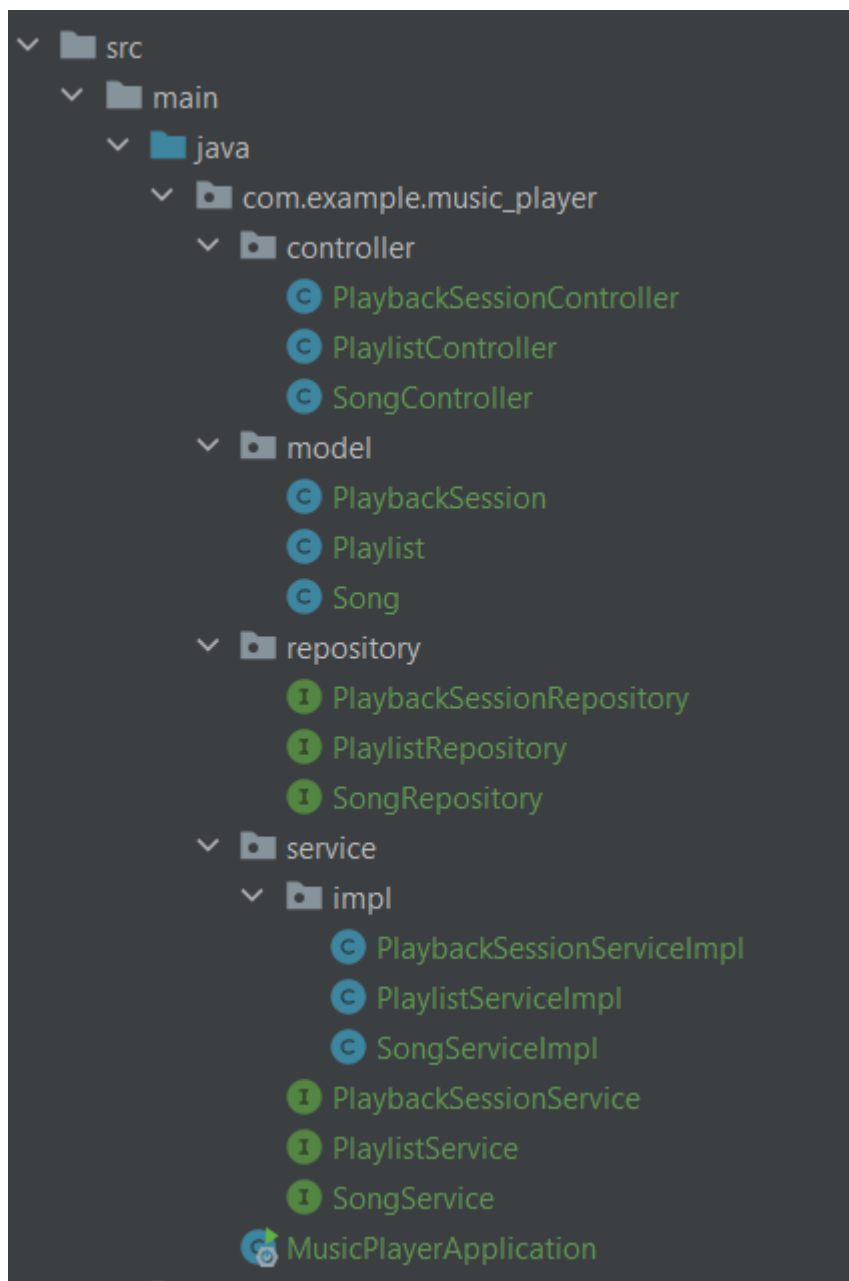 src
main
java
com.example.music_player
controller
C PlaybackSessionController
C PlaylistController
C SongController
model
C PlaybackSession
C Playlist
C Song
repository
I PlaybackSessionRepository
I PlaylistRepository
I SongRepository
service
impl
C PlaybackSessionServiceImpl
C PlaylistServiceImpl
C SongServiceImpl
I PlaybackSessionService
I PlaylistService
I SongService
MusicPlayerApplication